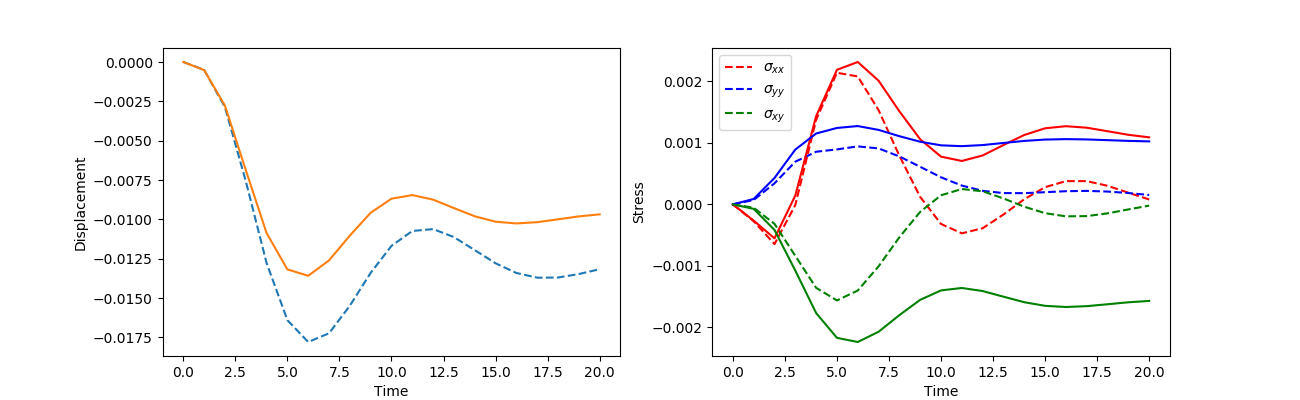 0.0000
−0.0025
−0.0050
−0.0075
−0.0100
−0.0125
−0.0150
−0.0175
Displacement
0.0 2.5 5.0 7.5 10.0 12.5 15.0 17.5 20.0
Time
σxx
σyy
σxy
0.002
0.001
0.000
−0.001
−0.002
Stress
0.0 2.5 5.0 7.5 10.0 12.5 15.0 17.5 20.0
Time